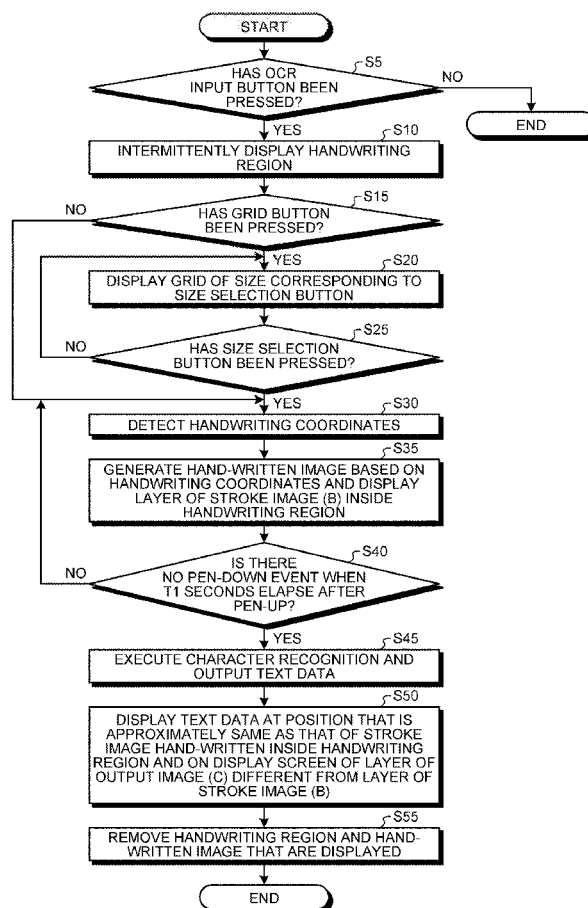 START
S5
HAS OCR
INPUT BUTTON BEEN
PRESSED?
NO
END
YES
S10
INTERMITTENTLY DISPLAY HANDWRITING
REGION
S15
NO
HAS GRID BUTTON
BEEN PRESSED?
YES
S20
DISPLAY GRID OF SIZE CORRESPONDING TO
SIZE SELECTION BUTTON
S25
NO
HAS SIZE SELECTION
BUTTON BEEN PRESSED?
YES
S30
DETECT HANDWRITING COORDINATES
S35
GENERATE HAND-WRITTEN IMAGE BASED ON
HANDWRITING COORDINATES AND DISPLAY
LAYER OF STROKE IMAGE (B) INSIDE
HANDWRITING REGION
S40
NO
IS THERE
NO PEN-DOWN EVENT WHEN
T1 SECONDS ELAPSE AFTER
PEN-UP?
YES
S45
EXECUTE CHARACTER RECOGNITION AND
OUTPUT TEXT DATA
S50
DISPLAY TEXT DATA AT POSITION THAT IS
APPROXIMATELY SAME AS THAT OF STROKE
IMAGE HAND-WRITTEN INSIDE HANDWRITING
REGION AND ON DISPLAY SCREEN OF LAYER OF
OUTPUT IMAGE (C) DIFFERENT FROM LAYER OF
STROKE IMAGE (B)
S55
REMOVE HANDWRITING REGION AND HAND-
WRITTEN IMAGE THAT ARE DISPLAYED
END